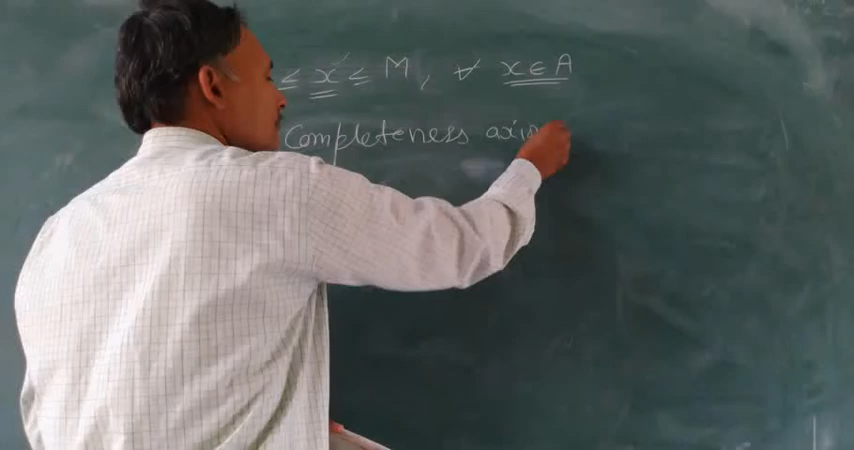 ≤ x ≤ M, ∀ x ∈ A
Completeness